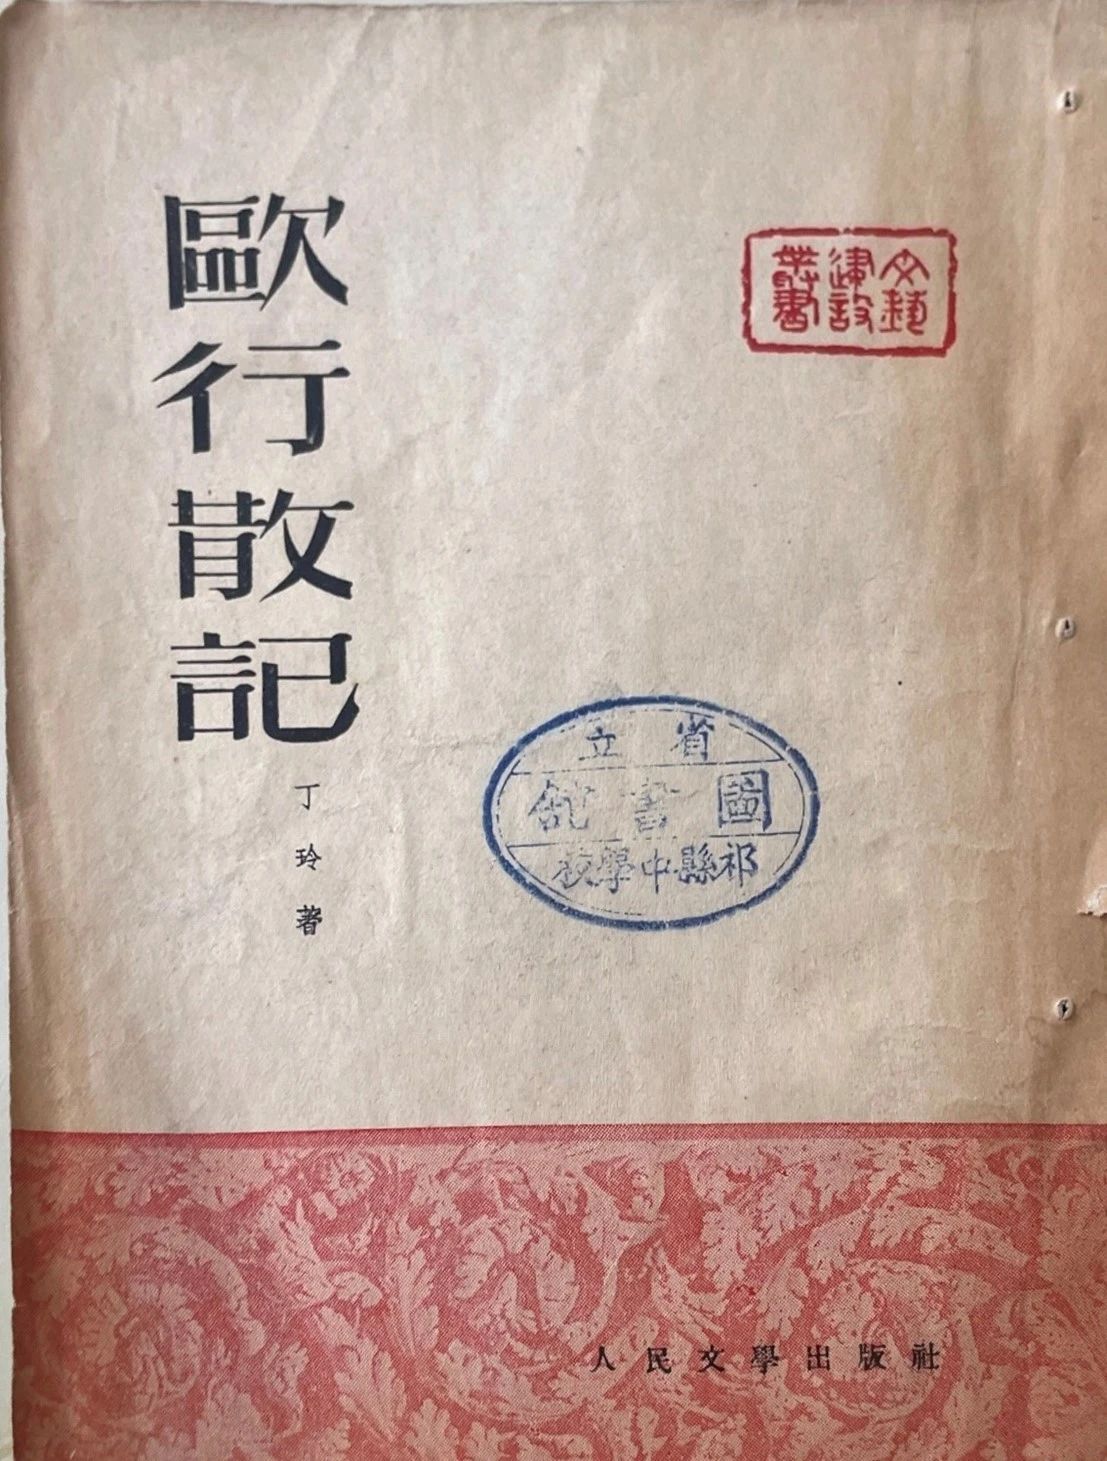 歐行散記
丁玲著
文藝
建設
叢書
省立
圖書館
祁縣中學校
人民文學出版社